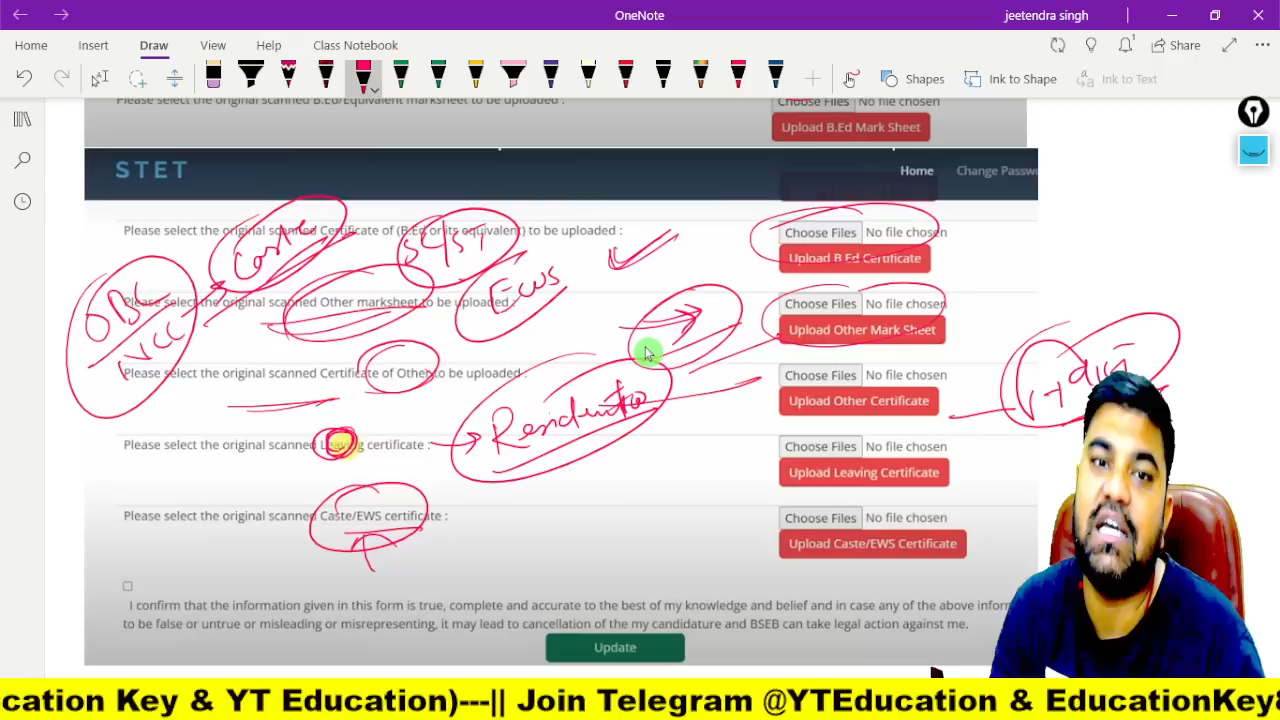 OneNote
jeetendra singh
Home Insert Draw View Help Class Notebook
Share
Shapes Ink to Shape Ink to Text
Please select the original scanned B.Ed/Equivalent marksheet to be uploaded :
Choose Files No file chosen
Upload B.Ed Mark Sheet
STET
Home Change Passwo
Please select the original scanned Certificate of (B.Ed or its equivalent) to be uploaded :
Choose Files No file chosen
Upload B Ed Certificate
Caste
SC/ST
OBC
NCC
EWS
Please select the original scanned Other marksheet to be uploaded :
Choose Files No file chosen
Upload Other Mark Sheet
Please select the original scanned Certificate of Other to be uploaded :
Choose Files No file chosen
Upload Other Certificate
Please select the original scanned Leaving certificate :
Choose Files No file chosen
Upload Leaving Certificate
Please select the original scanned Caste/EWS certificate :
Choose Files No file chosen
Upload Caste/EWS Certificate
I confirm that the information given in this form is true, complete and accurate to the best of my knowledge and belief and in case any of the above inform
to be false or untrue or misleading or misrepresenting, it may lead to cancellation of the my candidature and BSEB can take legal action against me.
Update
cation Key & YT Education)---|| Join Telegram @YTEducation & EducationKey